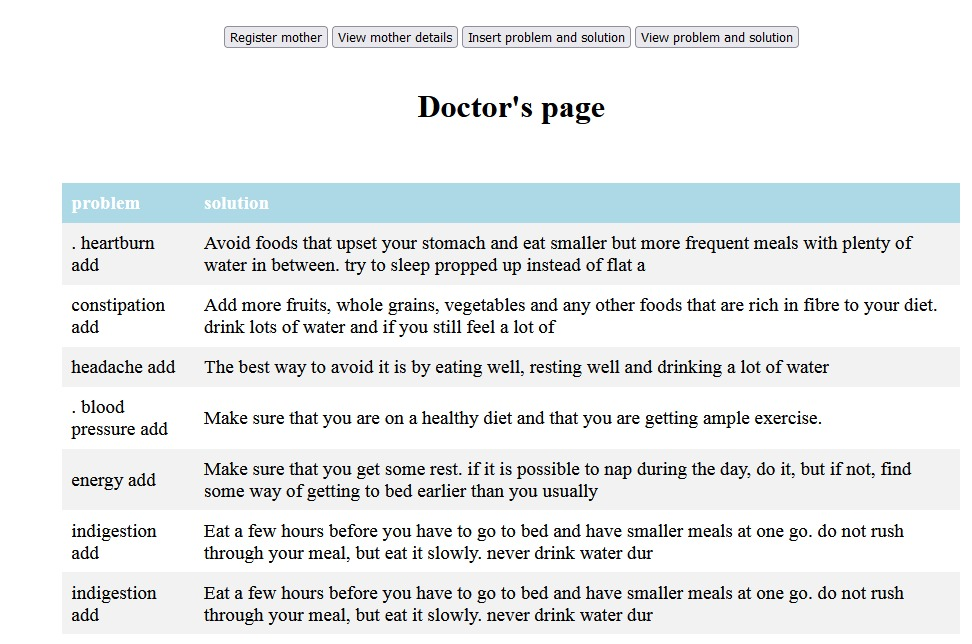 Register mother View mother details Insert problem and solution View problem and solution
Doctor's page
problem solution
. heartburn add Avoid foods that upset your stomach and eat smaller but more frequent meals with plenty of
water in between. try to sleep propped up instead of flat a
constipation add Add more fruits, whole grains, vegetables and any other foods that are rich in fibre to your diet.
drink lots of water and if you still feel a lot of
headache add The best way to avoid it is by eating well, resting well and drinking a lot of water
. blood pressure add Make sure that you are on a healthy diet and that you are getting ample exercise.
energy add Make sure that you get some rest. if it is possible to nap during the day, do it, but if not, find
some way of getting to bed earlier than you usually
indigestion add Eat a few hours before you have to go to bed and have smaller meals at one go. do not rush
through your meal, but eat it slowly. never drink water dur
indigestion add Eat a few hours before you have to go to bed and have smaller meals at one go. do not rush
through your meal, but eat it slowly. never drink water dur